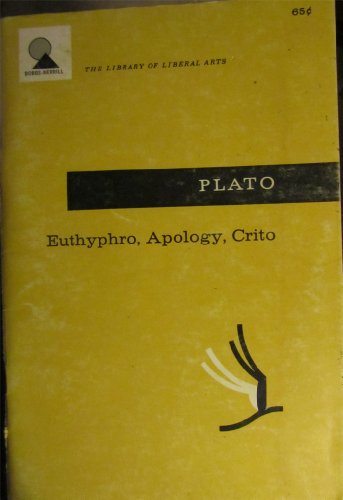 65¢
BOBBS-MERRILL
THE LIBRARY OF LIBERAL ARTS
PLATO
Euthyphro, Apology, Crito